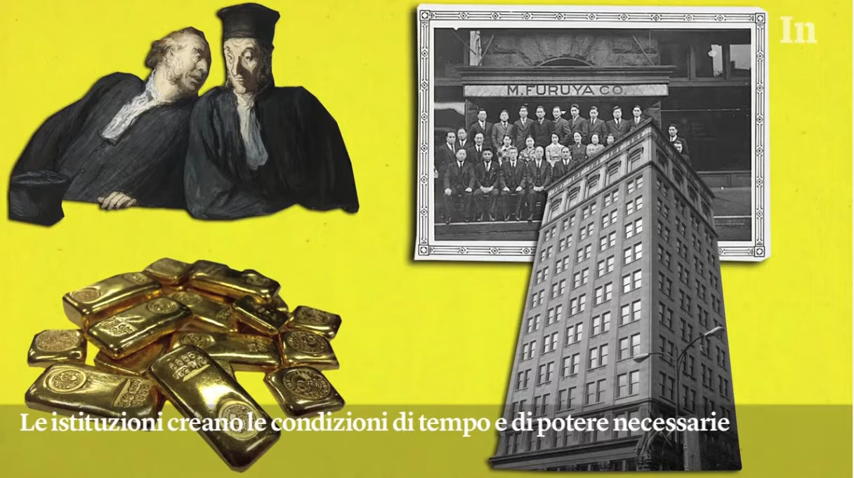 In
M. FURUYA CO.
Le istituzioni creano le condizioni di tempo e di potere necessarie